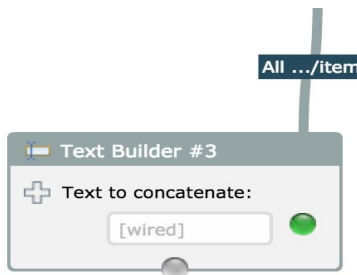 All .../item
Text Builder #3
Text to concatenate:
[wired]